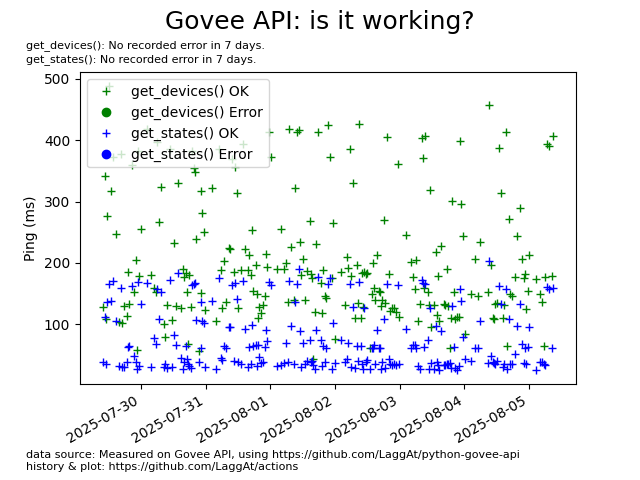 Govee API: is it working?
get_devices(): No recorded error in 7 days.
get_states(): No recorded error in 7 days.
500
400
300
200
100
Ping (ms)
get_devices() OK
get_devices() Error
get_states() OK
get_states() Error
2025-07-30
2025-07-31
2025-08-01
2025-08-02
2025-08-03
2025-08-04
2025-08-05
data source: Measured on Govee API, using https://github.com/LaggAt/python-govee-api
history & plot: https://github.com/LaggAt/actions